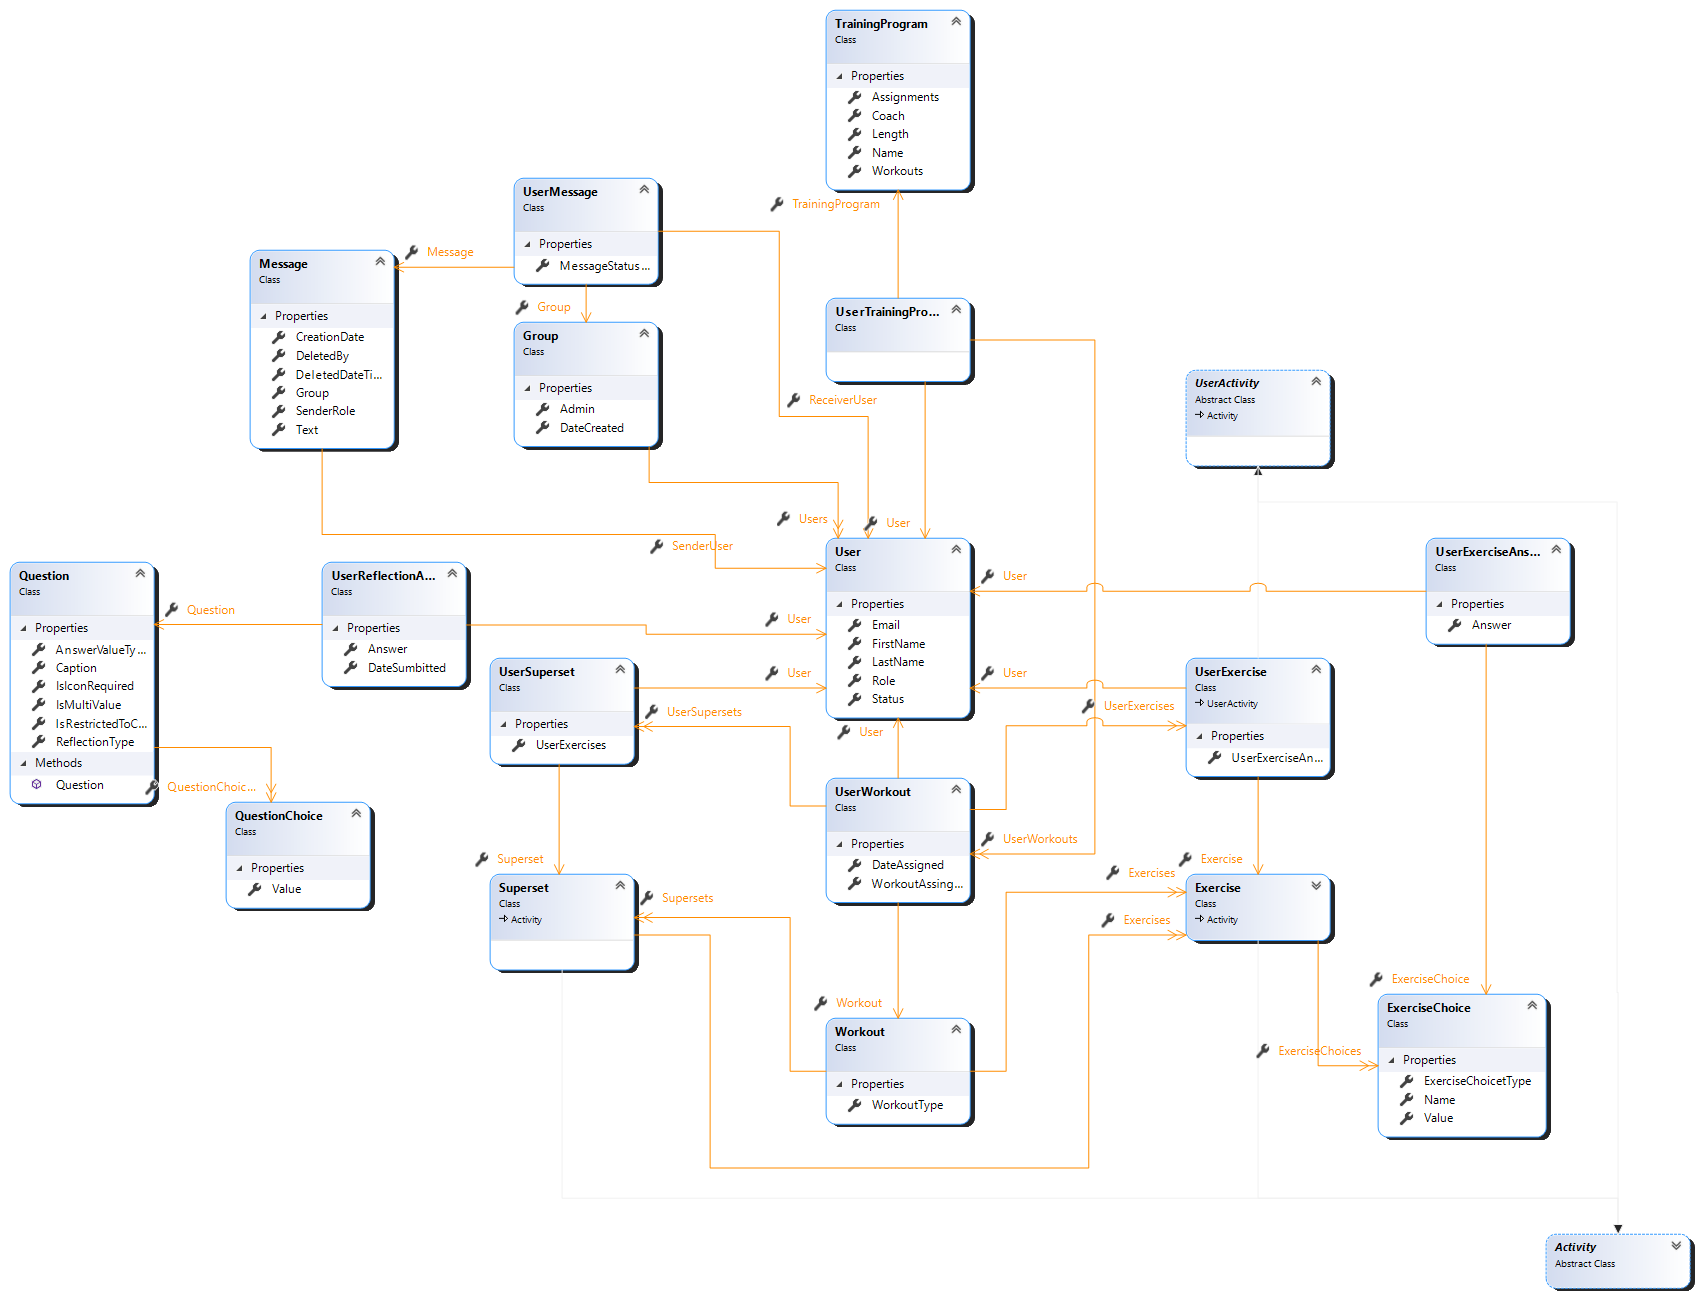 TrainingProgram
Class
Properties
Assignments
Coach
Length
Name
Workouts
TrainingProgram
UserMessage
Class
Properties
MessageStatus...
Message
Group
ReceiverUser
Message
Class
Properties
CreationDate
DeletedBy
DeletedDateTi...
Group
SenderRole
Text
SenderUser
Group
Class
Properties
Admin
DateCreated
Users
UserTrainingPro...
Class
User
UserActivity
Abstract Class
Activity
User
Class
Properties
Email
FirstName
LastName
Role
Status
UserExerciseAns...
Class
Properties
Answer
User
Question
Class
Properties
AnswerValueTy...
Caption
IsIconRequired
IsMultiValue
IsRestrictedToC...
ReflectionType
Methods
Question
Question
QuestionChoic...
UserReflectionA...
Class
Properties
Answer
DateSumbitted
User
QuestionChoice
Class
Properties
Value
UserSuperset
Class
Properties
UserExercises
User
UserSupersets
Superset
User
UserWorkout
Class
Properties
DateAssigned
WorkoutAssing...
UserWorkouts
UserExercises
User
UserExercise
Class
UserActivity
Properties
UserExerciseAn...
Exercise
Exercises
Exercises
Exercise
Class
Activity
Superset
Class
Activity
Supersets
Workout
Workout
Class
Properties
WorkoutType
ExerciseChoice
ExerciseChoices
ExerciseChoice
Class
Properties
ExerciseChoicetType
Name
Value
Activity
Abstract Class